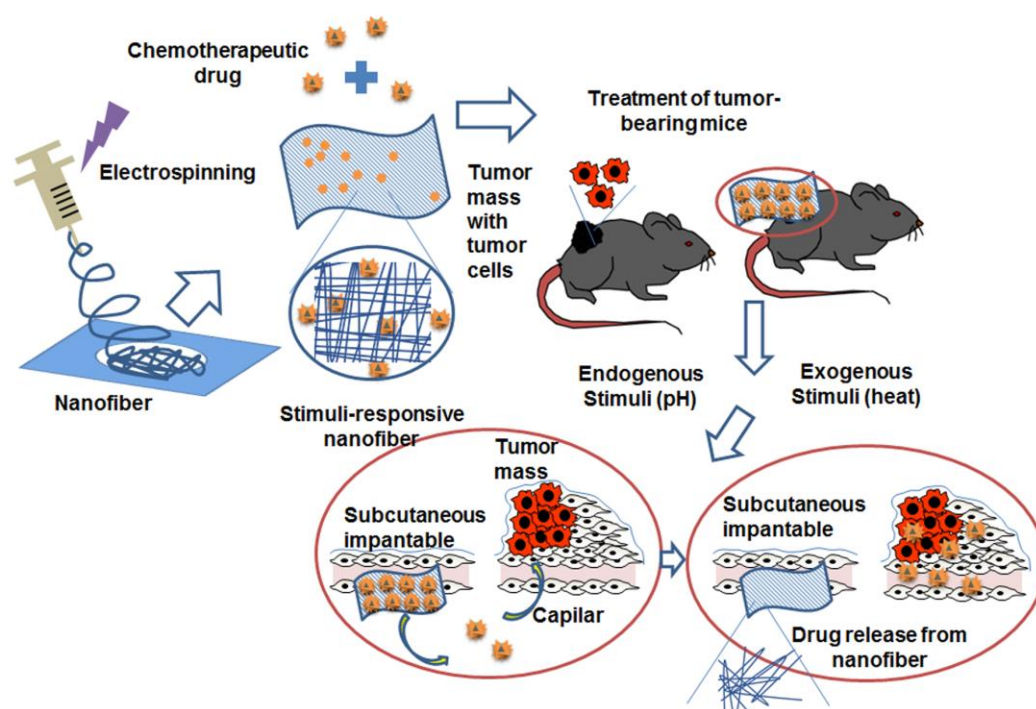 Chemotherapeutic
drug
Electrospinning
Treatment of tumor-
bearing mice
Tumor
mass
with
tumor
cells
Nanofiber
Stimuli-responsive
nanofiber
Endogenous
Stimuli (pH)
Exogenous
Stimuli (heat)
Tumor
mass
Subcutaneous
impantable
Capilar
Subcutaneous
impantable
Drug release from
nanofiber